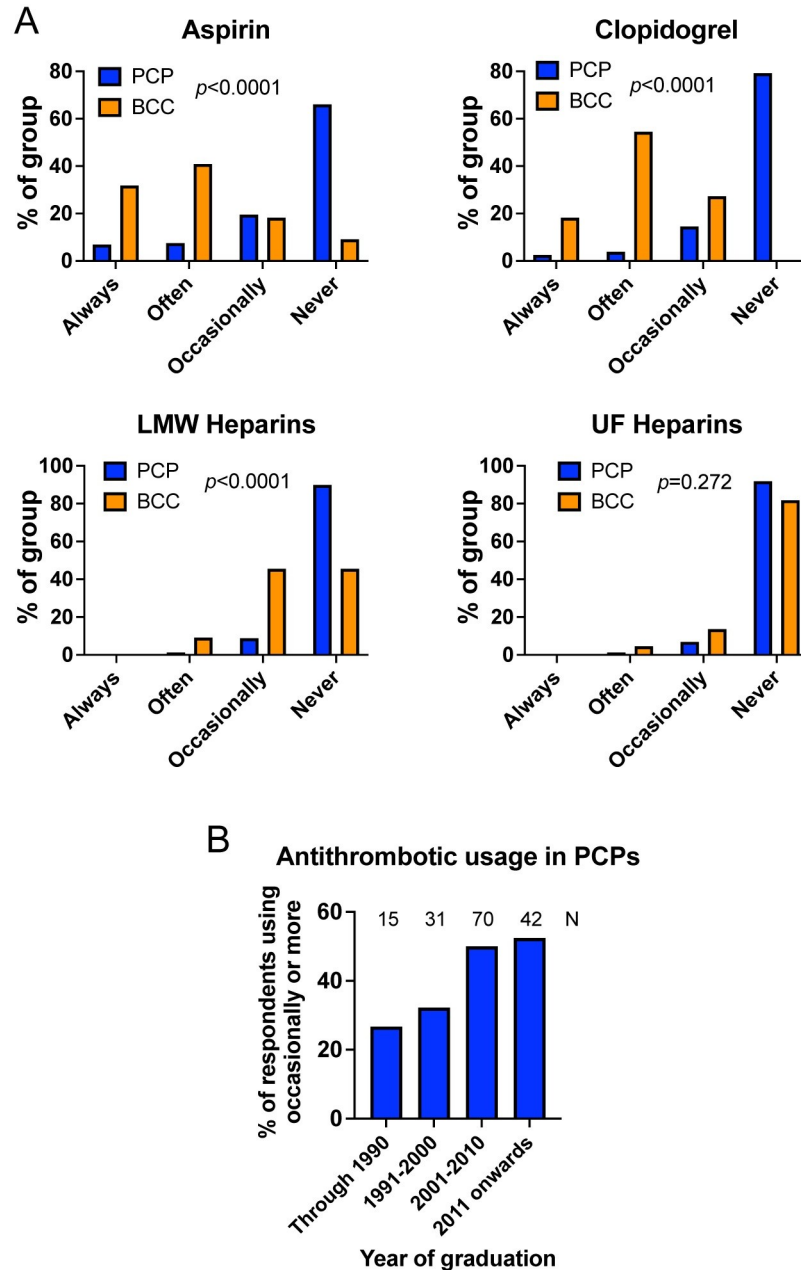 A
Aspirin
% of group
80
60
40
20
0
PCP
BCC
p<0.0001
Always
Often
Occasionally
Never
Clopidogrel
% of group
80
60
40
20
0
PCP
BCC
p<0.0001
Always
Often
Occasionally
Never
LMW Heparins
% of group
100
80
60
40
20
0
PCP
BCC
p<0.0001
Always
Often
Occasionally
Never
UF Heparins
% of group
100
80
60
40
20
0
PCP
BCC
p=0.272
Always
Often
Occasionally
Never
B
Antithrombotic usage in PCPs
% of respondents using
occasionally or more
60
40
20
0
15 31 70 42 N
Through 1990
1991-2000
2001-2010
2011 onwards
Year of graduation